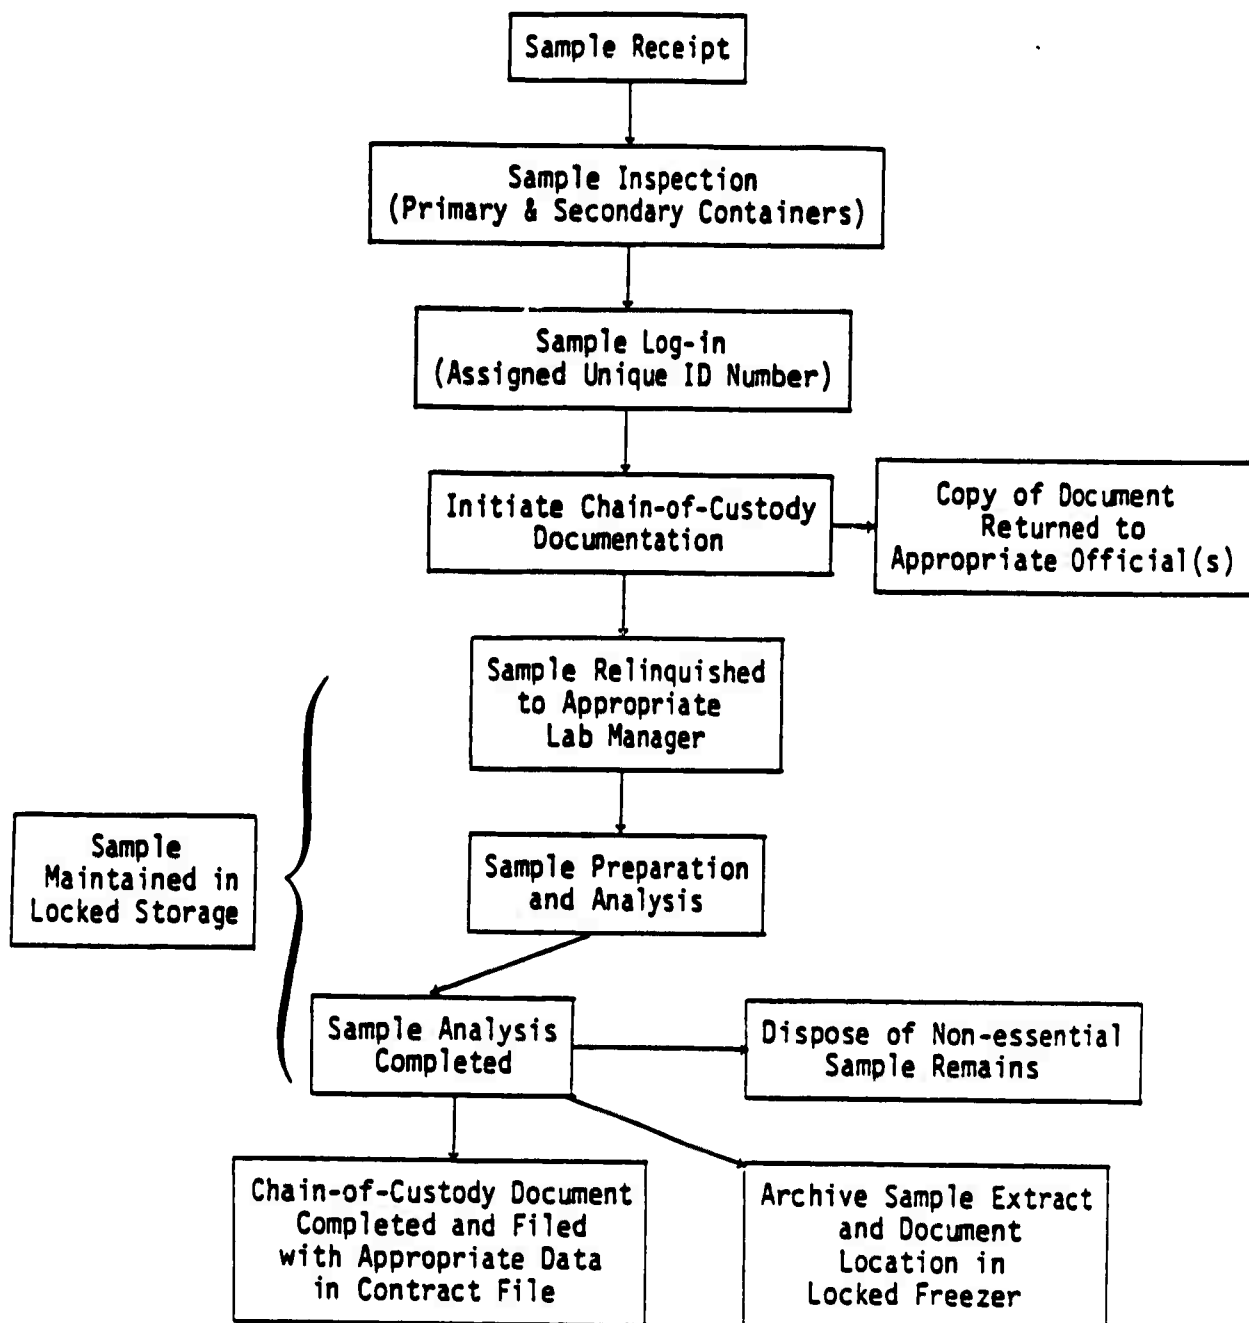 Sample Receipt
Sample Inspection
(Primary & Secondary Containers)
Sample Log-in
(Assigned Unique ID Number)
Initiate Chain-of-Custody
Documentation
Copy of Document
Returned to
Appropriate Official(s)
Sample Relinquished
to Appropriate
Lab Manager
Sample
Maintained in
Locked Storage
Sample Preparation
and Analysis
Sample Analysis
Completed
Dispose of Non-essential
Sample Remains
Chain-of-Custody Document
Completed and Filed
with Appropriate Data
in Contract File
Archive Sample Extract
and Document
Location in
Locked Freezer